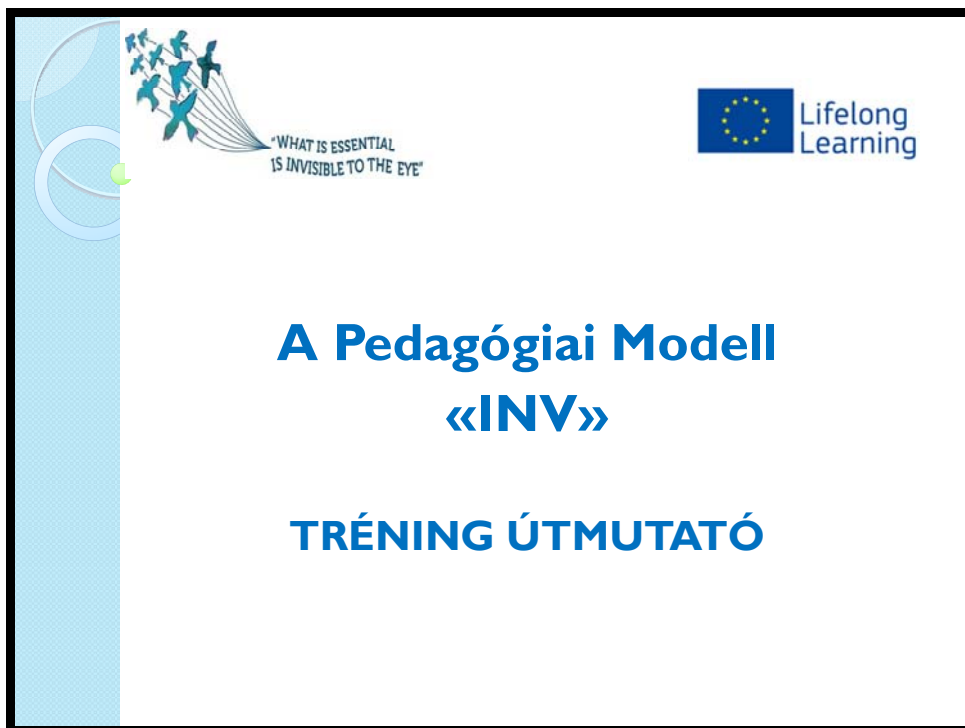 "WHAT IS ESSENTIAL
IS INVISIBLE TO THE EYE"
Lifelong
Learning
A Pedagógiai Modell
«INV»
TRÉNING ÚTMUTATÓ